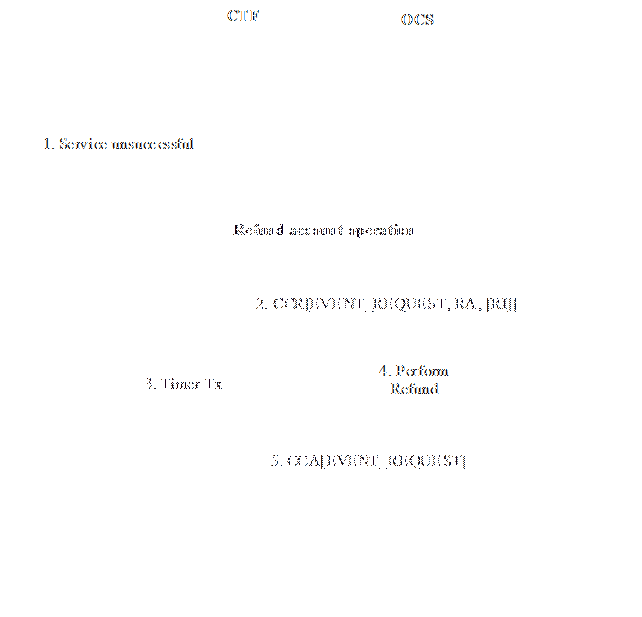 CTF
OCS
1. Service unsuccessful
Refund account operation
2. CCR[EVENT_REQUEST, RA, [RI]]
3. Timer Tx
4. Perform
Refund
5. CCA[EVENT_REQUEST]